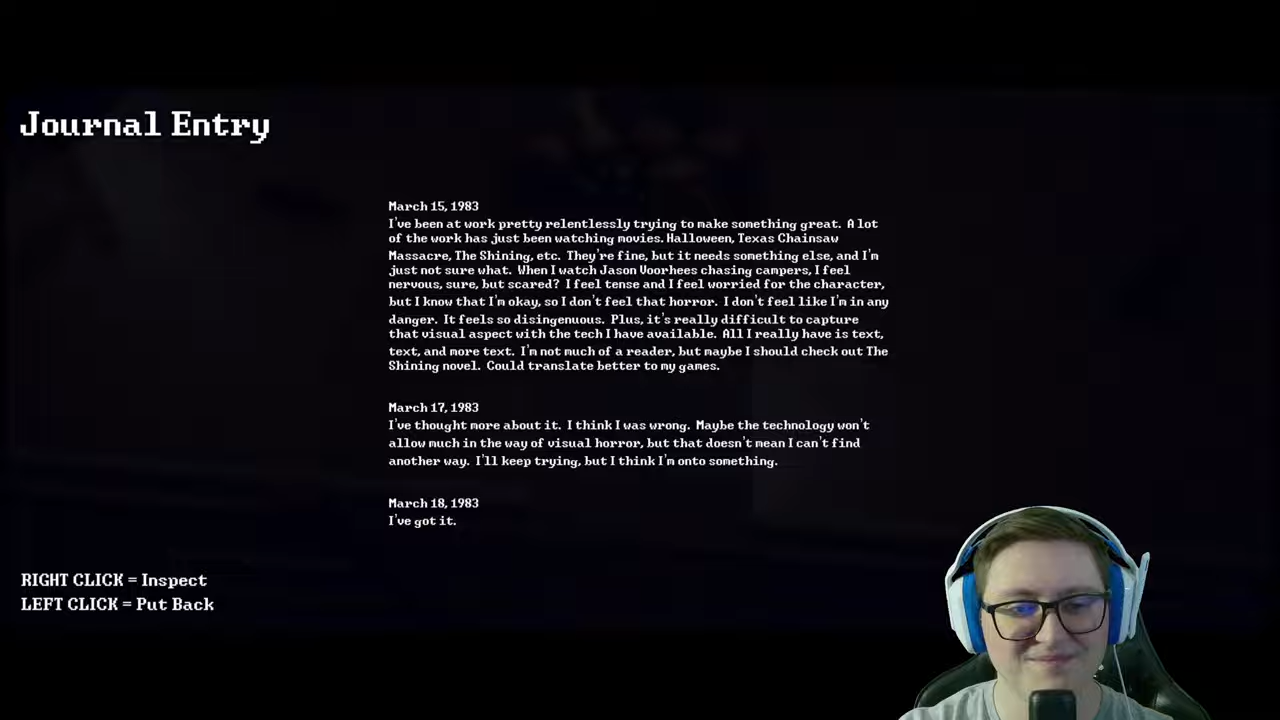 Journal Entry
March 15, 1983
I've been at work pretty relentlessly trying to make something great. A lot
of the work has just been watching movies. Halloween, Texas Chainsaw
Massacre, The Shining, etc. They're fine, but it needs something else, and I'm
just not sure what. When I watch Jason Voorhees chasing campers, I feel
nervous, sure, but scared? I feel tense and I feel worried for the character,
but I know that I'm okay, so I don't feel that horror. I don't feel like I'm in any
danger. It feels so disingenuous. Plus, it's really difficult to capture
that visual aspect with the tech I have available. All I really have is text,
text, and more text. I'm not much of a reader, but maybe I should check out The
Shining novel. Could translate better to my games.
March 17, 1983
I've thought more about it. I think I was wrong. Maybe the technology won't
allow much in the way of visual horror, but that doesn't mean I can't find
another way. I'll keep trying, but I think I'm onto something.
March 18, 1983
I've got it.
RIGHT CLICK = Inspect
LEFT CLICK = Put Back